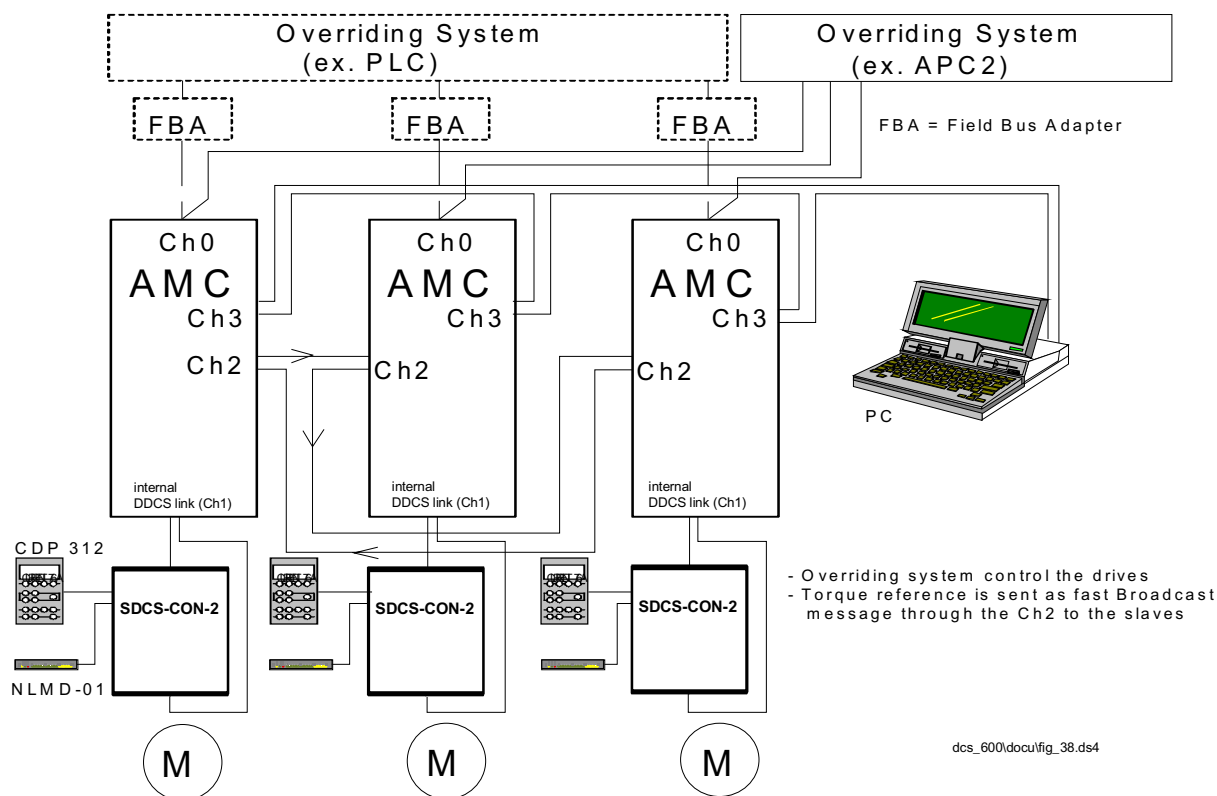 Overriding System
(ex. PLC)
Overriding System
(ex. APC2)
FBA
FBA
FBA
FBA = Field Bus Adapter
Ch0
AMC
Ch3
Ch2
Ch0
AMC
Ch3
Ch2
Ch0
AMC
Ch3
Ch2
PC
internal
DDCS link (Ch1)
internal
DDCS link (Ch1)
internal
DDCS link (Ch1)
CDP 312
SDCS-CON-2
SDCS-CON-2
SDCS-CON-2
NLMD-01
- Overriding system control the drives
- Torque reference is sent as fast Broadcast
message through the Ch2 to the slaves
M
M
M
dcs_600\docu\fig_38.ds4